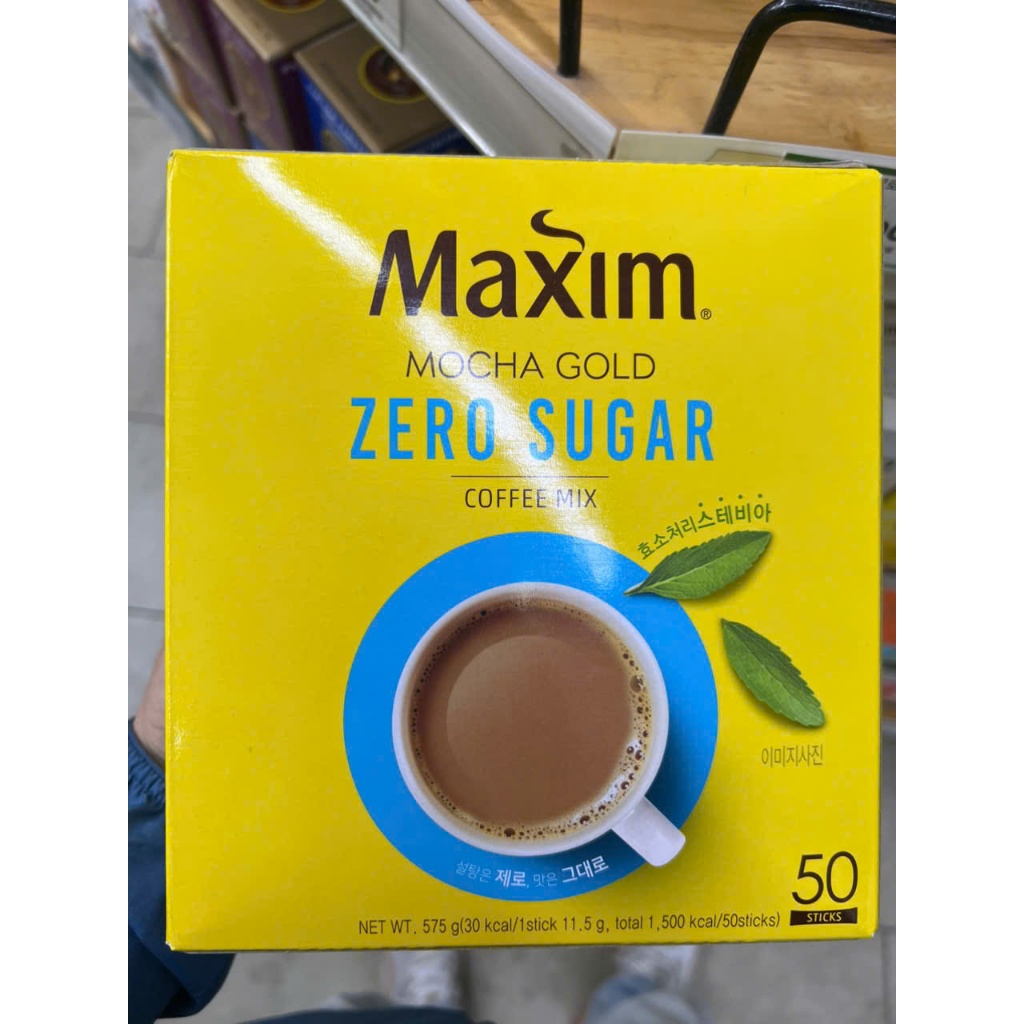 Maxim®
MOCHA GOLD
ZERO SUGAR
COFFEE MIX
효소처리스테비아
이미지사진
설탕은 제로, 맛은 그대로
50
STICKS
NET WT. 575 g(30 kcal/1stick 11.5 g, total 1,500 kcal/50sticks)